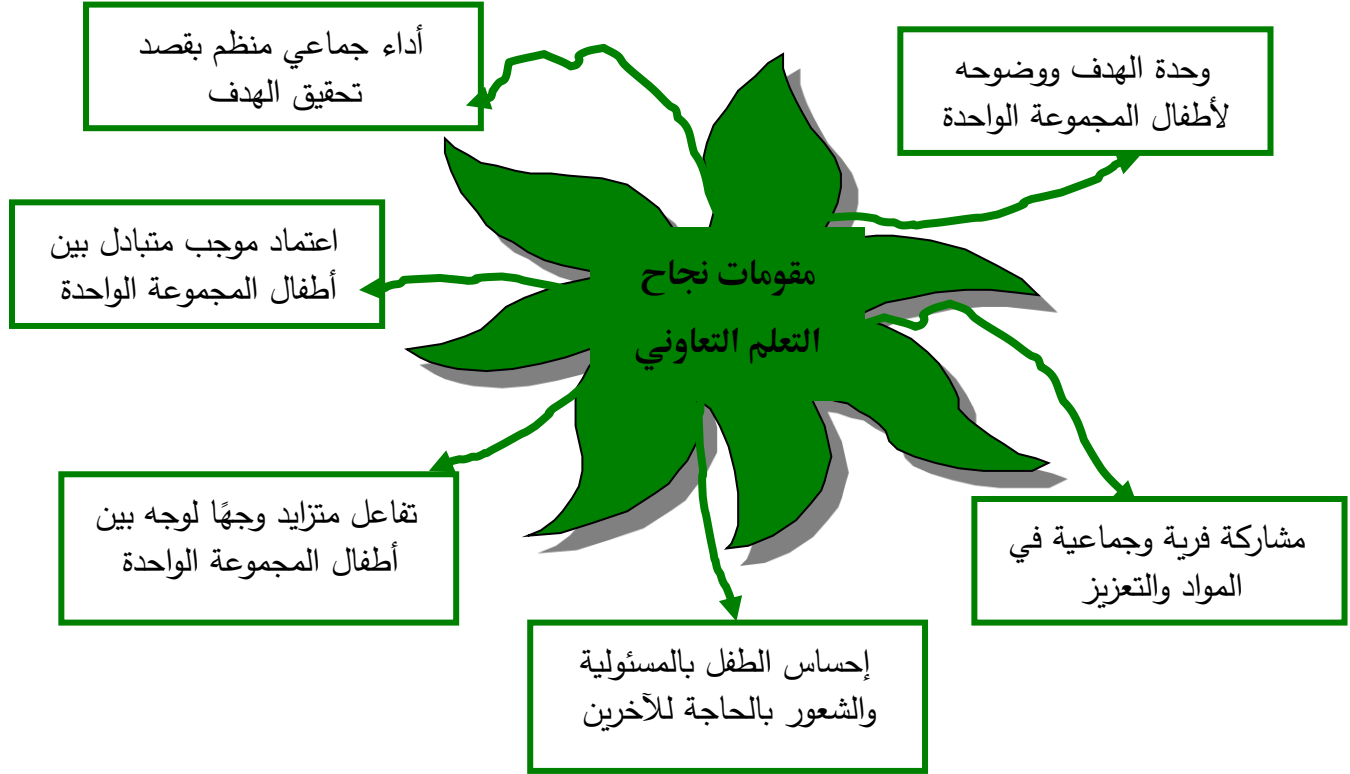 أداء جماعي منظم بقصد
تحقيق الهدف
وحدة الهدف ووضوحه
لأطفال المجموعة الواحدة
اعتماد موجب متبادل بين
أطفال المجموعة الواحدة
مقومات نجاح
التعلم التعاوني
تفاعل متزايد وجهًا لوجه بين
أطفال المجموعة الواحدة
مشاركة فرية وجماعية في
المواد والتعزيز
إحساس الطفل بالمسئولية
والشعور بالحاجة للآخرين